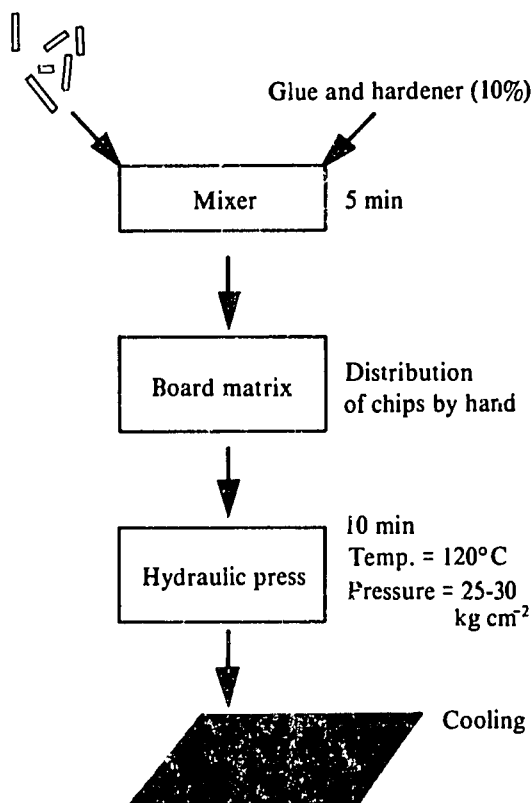 Glue and hardener (10%)
Mixer
5 min
Board matrix
Distribution
of chips by hand
Hydraulic press
10 min
Temp. = 120°C
Pressure = 25-30
kg cm⁻²
Cooling